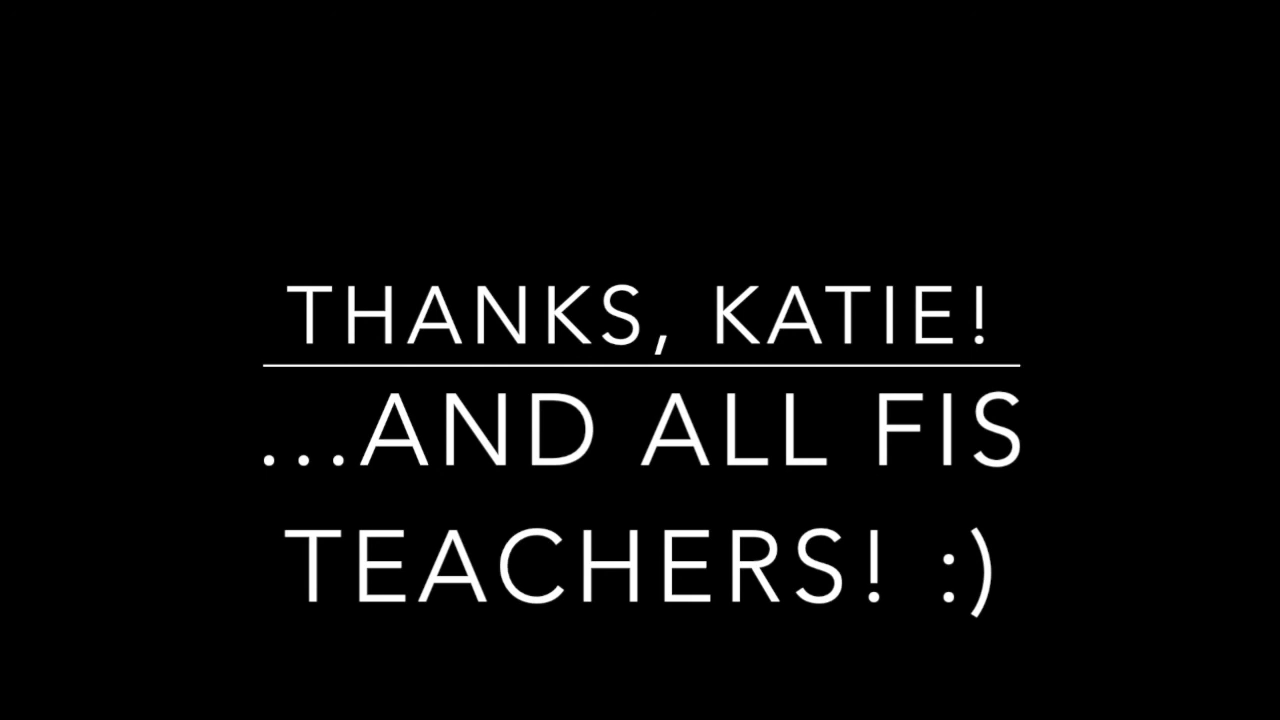 THANKS, KATIE!
...AND ALL FIS
TEACHERS! :)